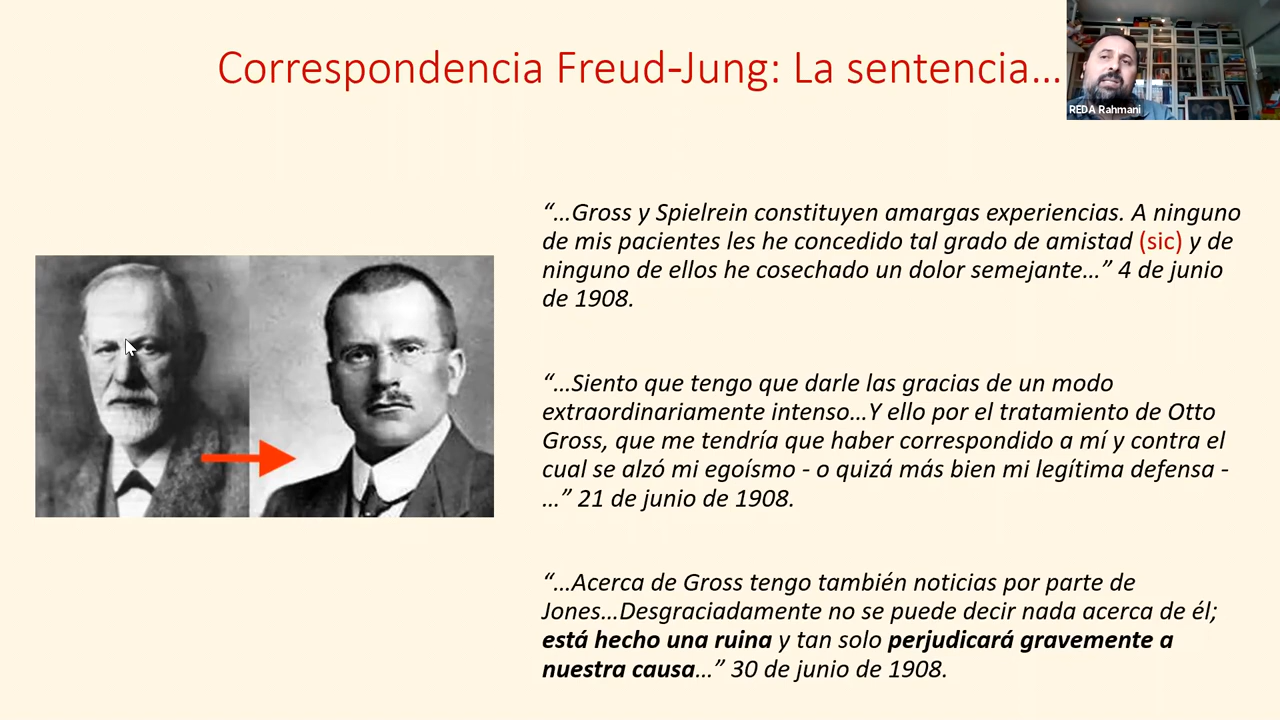 Correspondencia Freud-Jung: La sentencia...
REDA Rahmani
“...Gross y Spielrein constituyen amargas experiencias. A ninguno
de mis pacientes les he concedido tal grado de amistad (sic) y de
ninguno de ellos he cosechado un dolor semejante...” 4 de junio
de 1908.
“...Siento que tengo que darle las gracias de un modo
extraordinariamente intenso...Y ello por el tratamiento de Otto
Gross, que me tendría que haber correspondido a mí y contra el
cual se alzó mi egoísmo - o quizá más bien mi legítima defensa -
...” 21 de junio de 1908.
“...Acerca de Gross tengo también noticias por parte de
Jones...Desgraciadamente no se puede decir nada acerca de él;
está hecho una ruina y tan solo perjudicará gravemente a
nuestra causa...” 30 de junio de 1908.